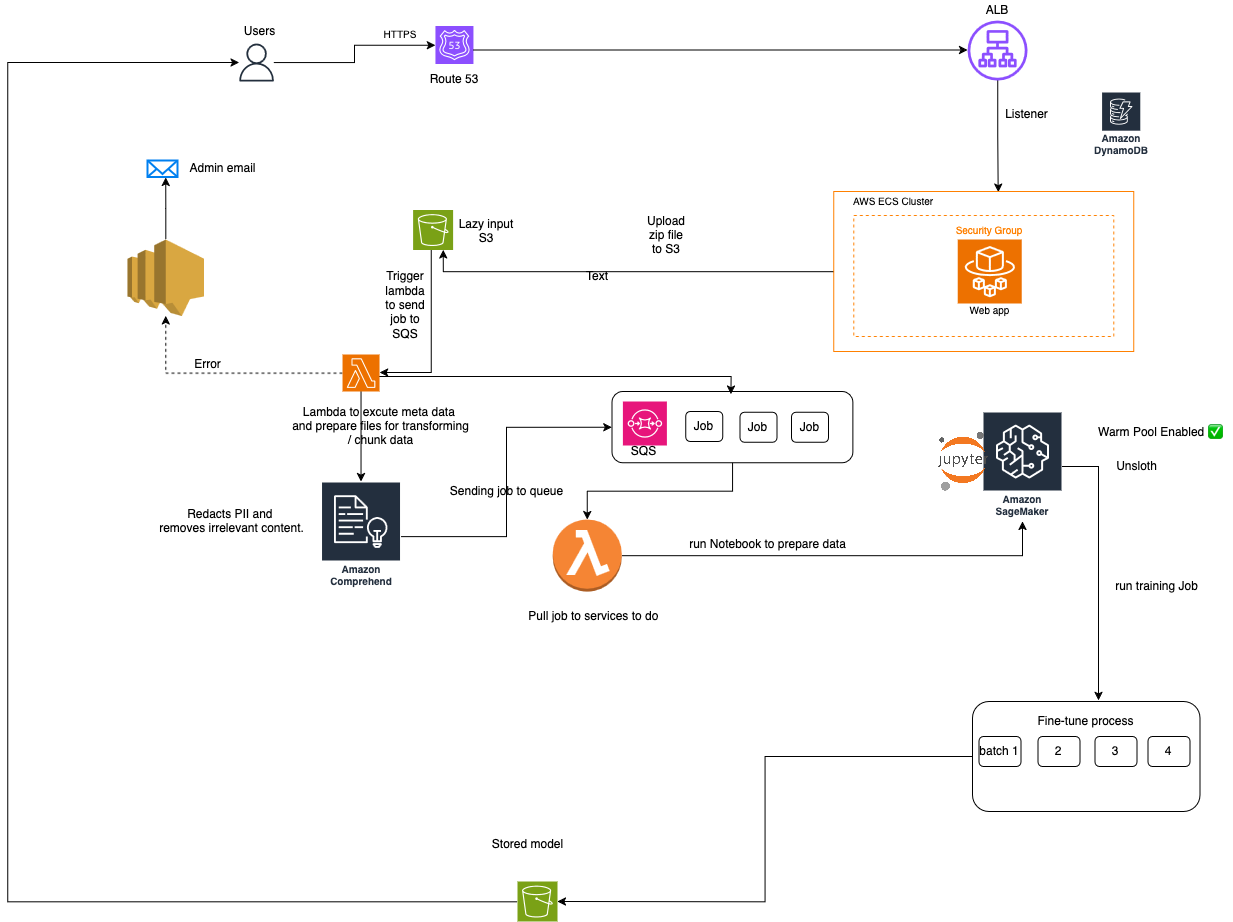 ALB
Users
HTTPS
53
Route 53
Listener
Amazon
DynamoDB
Admin email
AWS ECS Cluster
Lazy input
S3
Upload
zip file
to S3
Security Group
Text
Web app
Trigger
lambda
to send
job to
SQS
Error
Lambda to excute meta data
and prepare files for transforming
/ chunk data
Job
Job
Job
SQS
Warm Pool Enabled ✅
jupyter
Unsloth
Amazon
SageMaker
Sending job to queue
Redacts PII and
removes irrelevant content.
run Notebook to prepare data
Amazon
Comprehend
run training Job
Pull job to services to do
Fine-tune process
batch 1
2
3
4
Stored model